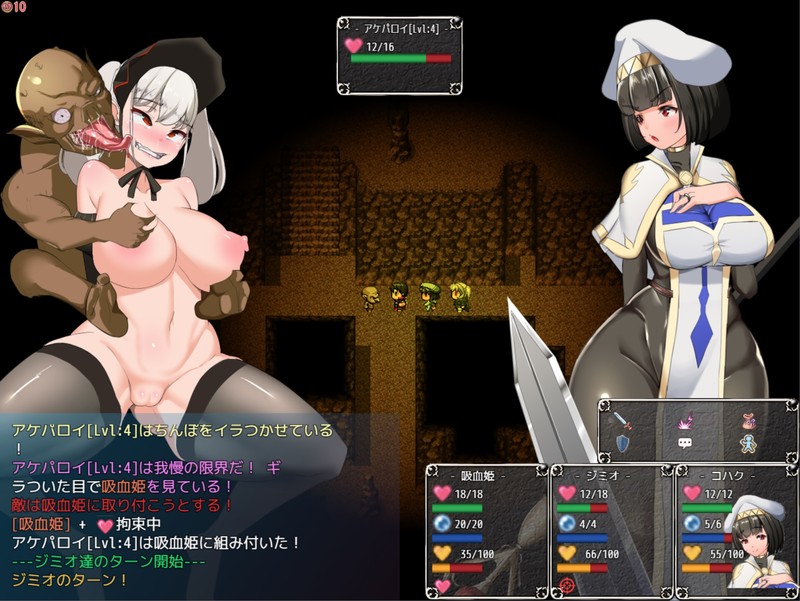 10
- アケパロイ[Lvl:4] -
12/16
アケパロイ[Lvl:4]はちんぽをイラつかせている
！
アケパロイ[Lvl:4]は我慢の限界だ！ ギ
ラついた目で吸血姫を見ている！
敵は吸血姫に取り付こうとする！
[吸血姫] + 拘束中
アケパロイ[Lvl:4]は吸血姫に組み付いた！
---ジミオ達のターン開始---
ジミオのターン！
- 吸血姫 -
18/18
20/20
35/100
- ジミオ -
12/18
4/4
66/100
- コハク -
12/12
5/6
55/100